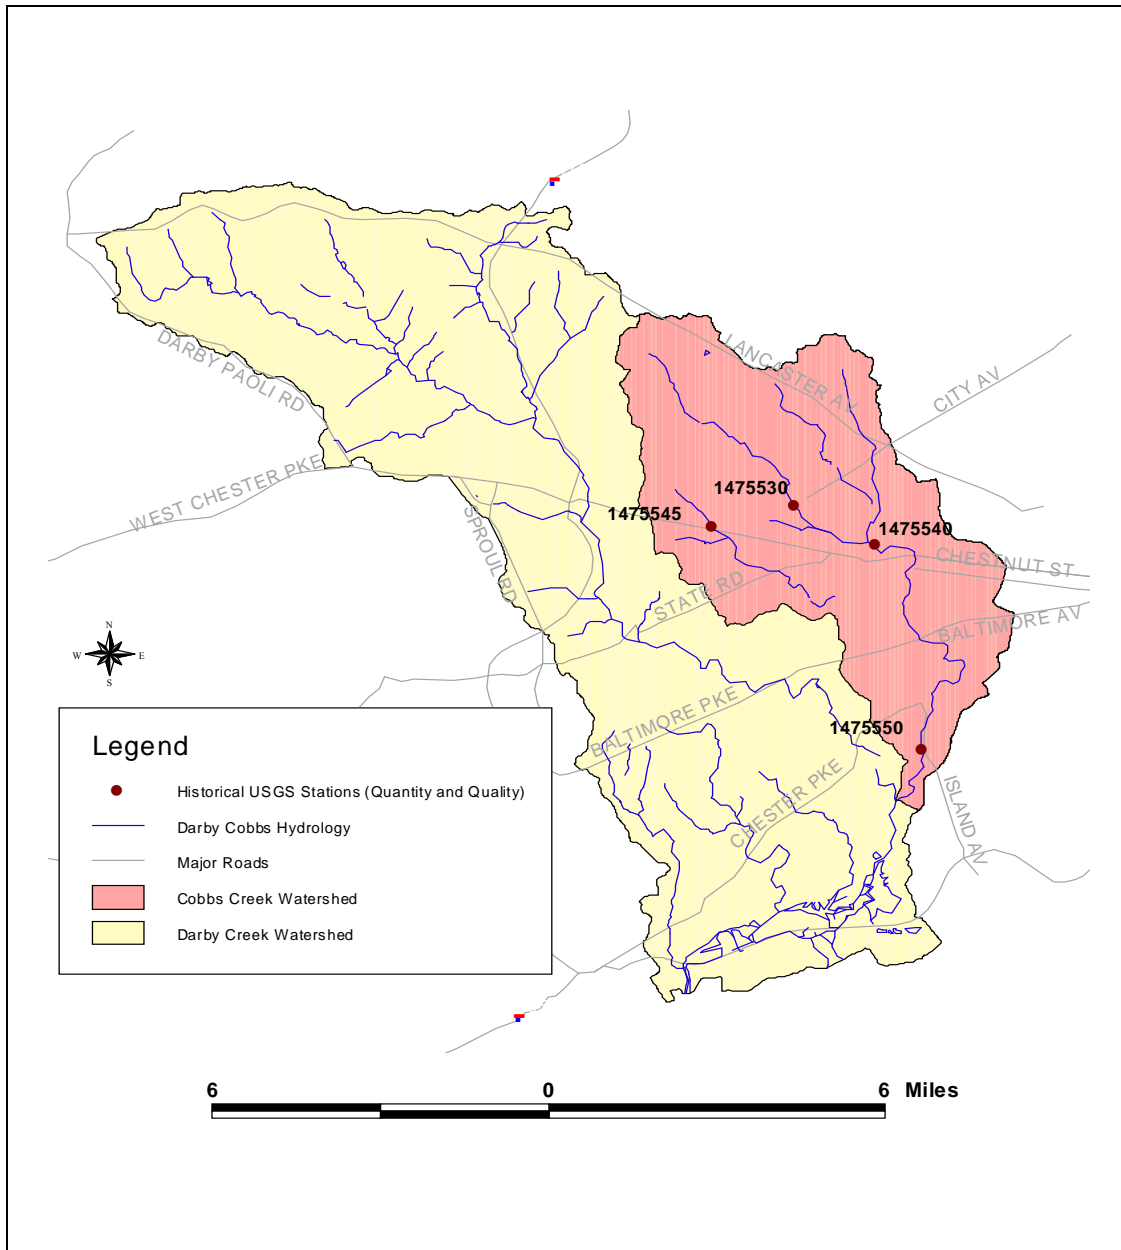 LANCASTER AV
CITY AV
DARBY PAOLI RD
WEST CHESTER PKE
SPROUL RD
1475530
1475545
1475540
CHESTNUT ST
STATE RD
BALTIMORE AV
N
W
E
S
BALTIMORE PKE
1475550
CHESTER PKE
ISLAND AV
Legend
Historical USGS Stations (Quantity and Quality)
Darby Cobbs Hydrology
Major Roads
Cobbs Creek Watershed
Darby Creek Watershed
6 0 6 Miles